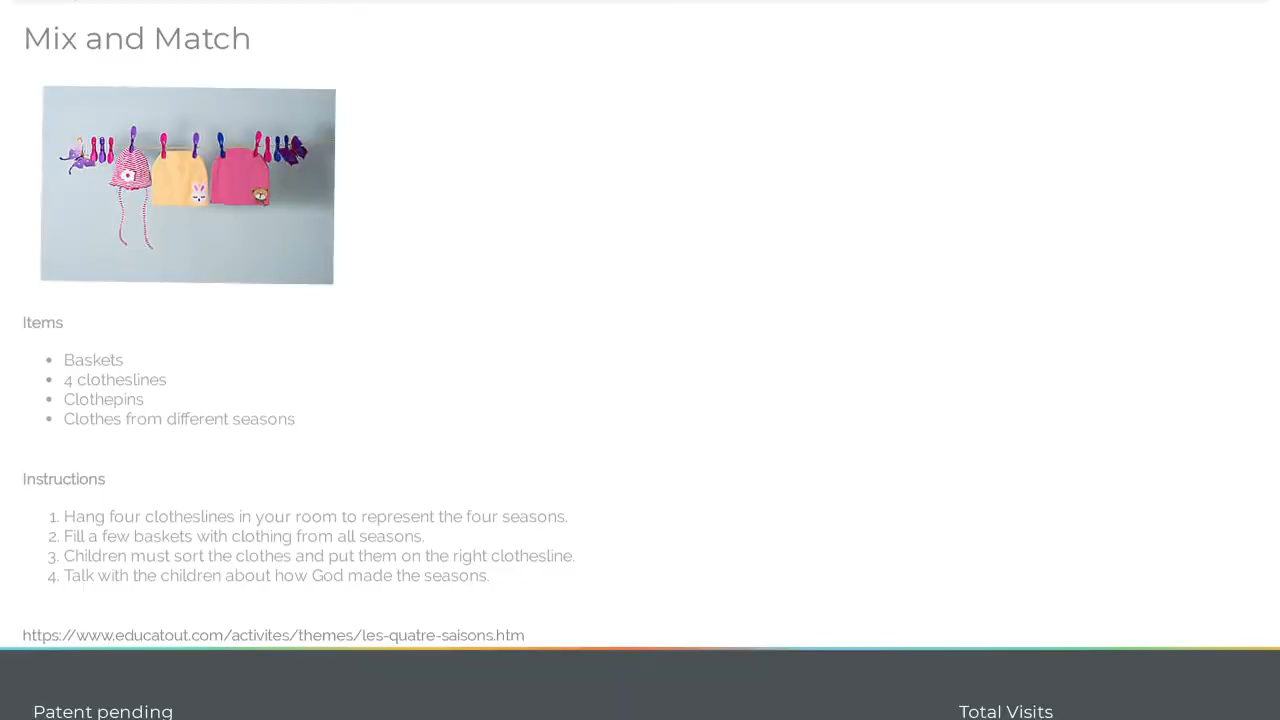 Mix and Match
Items
• Baskets
• 4 clotheslines
• Clothepins
• Clothes from different seasons
Instructions
1. Hang four clotheslines in your room to represent the four seasons.
2. Fill a few baskets with clothing from all seasons.
3. Children must sort the clothes and put them on the right clothesline.
4. Talk with the children about how God made the seasons.
https://www.educatout.com/activites/themes/les-quatre-saisons.htm
Patent pending
Total Visits